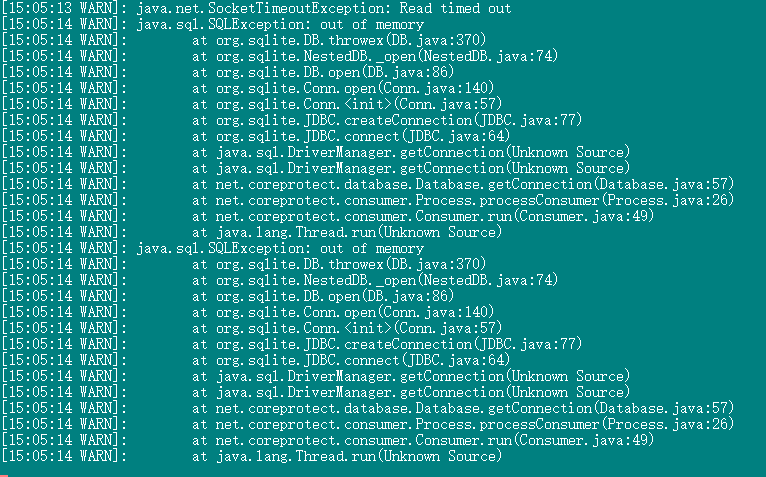 [15:05:13 WARN]: java.net.SocketTimeoutException: Read timed out
[15:05:14 WARN]: java.sql.SQLException: out of memory
[15:05:14 WARN]:        at org.sqlite.DB.throwex(DB.java:370)
[15:05:14 WARN]:        at org.sqlite.NestedDB._open(NestedDB.java:74)
[15:05:14 WARN]:        at org.sqlite.DB.open(DB.java:86)
[15:05:14 WARN]:        at org.sqlite.Conn.open(Conn.java:140)
[15:05:14 WARN]:        at org.sqlite.Conn.<init>(Conn.java:57)
[15:05:14 WARN]:        at org.sqlite.JDBC.createConnection(JDBC.java:77)
[15:05:14 WARN]:        at org.sqlite.JDBC.connect(JDBC.java:64)
[15:05:14 WARN]:        at java.sql.DriverManager.getConnection(Unknown Source)
[15:05:14 WARN]:        at java.sql.DriverManager.getConnection(Unknown Source)
[15:05:14 WARN]:        at net.coreprotect.database.Database.getConnection(Database.java:57)
[15:05:14 WARN]:        at net.coreprotect.consumer.Process.processConsumer(Process.java:26)
[15:05:14 WARN]:        at net.coreprotect.consumer.Consumer.run(Consumer.java:49)
[15:05:14 WARN]:        at java.lang.Thread.run(Unknown Source)
[15:05:14 WARN]: java.sql.SQLException: out of memory
[15:05:14 WARN]:        at org.sqlite.DB.throwex(DB.java:370)
[15:05:14 WARN]:        at org.sqlite.NestedDB._open(NestedDB.java:74)
[15:05:14 WARN]:        at org.sqlite.DB.open(DB.java:86)
[15:05:14 WARN]:        at org.sqlite.Conn.open(Conn.java:140)
[15:05:14 WARN]:        at org.sqlite.Conn.<init>(Conn.java:57)
[15:05:14 WARN]:        at org.sqlite.JDBC.createConnection(JDBC.java:77)
[15:05:14 WARN]:        at org.sqlite.JDBC.connect(JDBC.java:64)
[15:05:14 WARN]:        at java.sql.DriverManager.getConnection(Unknown Source)
[15:05:14 WARN]:        at java.sql.DriverManager.getConnection(Unknown Source)
[15:05:14 WARN]:        at net.coreprotect.database.Database.getConnection(Database.java:57)
[15:05:14 WARN]:        at net.coreprotect.consumer.Process.processConsumer(Process.java:26)
[15:05:14 WARN]:        at net.coreprotect.consumer.Consumer.run(Consumer.java:49)
[15:05:14 WARN]:        at java.lang.Thread.run(Unknown Source)